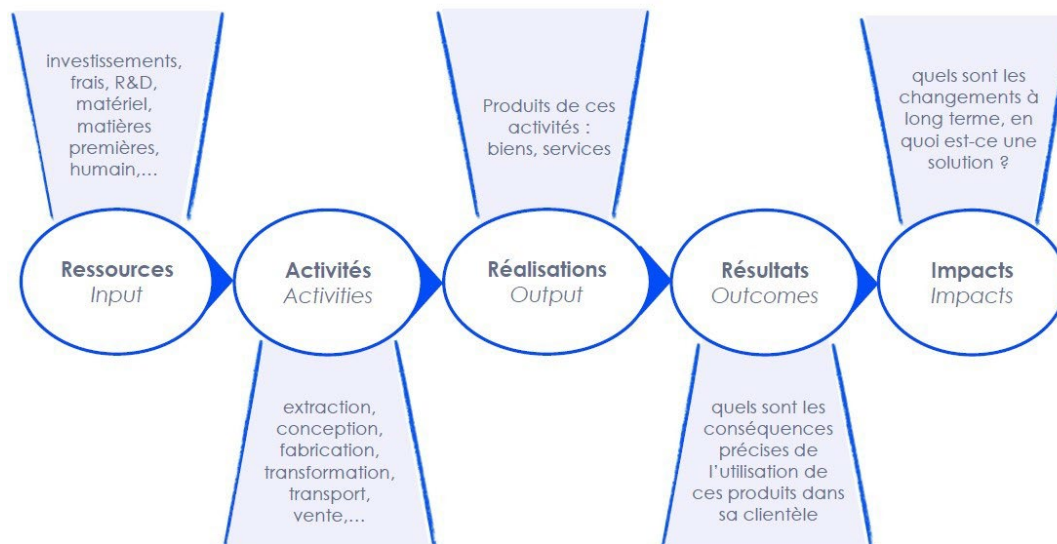 investissements,
frais, R&D,
matériel,
matières
premières,
humain,...
Produits de ces
activités :
biens, services
quels sont les
changements à
long terme, en
quoi est-ce une
solution ?
Ressources
Input
Activités
Activities
Réalisations
Output
Résultats
Outcomes
Impacts
Impacts
extraction,
conception,
fabrication,
transformation,
transport,
vente,...
quels sont les
conséquences
précises de
l'utilisation de
ces produits dans
sa clientèle